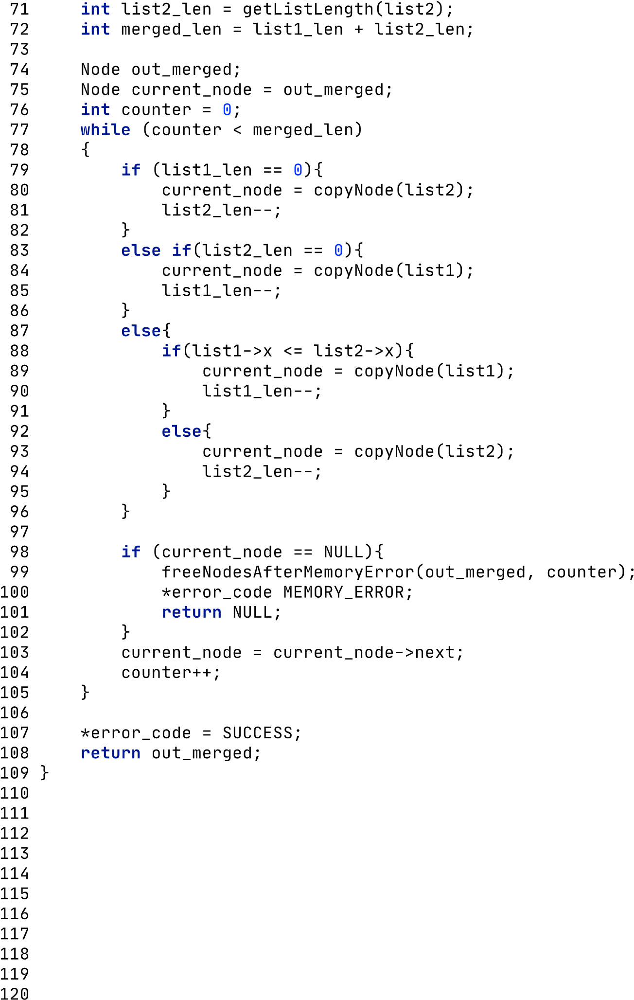 71     int list2_len = getListLength(list2);
72     int merged_len = list1_len + list2_len;
73
74     Node out_merged;
75     Node current_node = out_merged;
76     int counter = 0;
77     while (counter < merged_len)
78     {
79         if (list1_len == 0){
80             current_node = copyNode(list2);
81             list2_len--;
82         }
83         else if(list2_len == 0){
84             current_node = copyNode(list1);
85             list1_len--;
86         }
87         else{
88             if(list1->x <= list2->x){
89                 current_node = copyNode(list1);
90                 list1_len--;
91             }
92             else{
93                 current_node = copyNode(list2);
94                 list2_len--;
95             }
96         }
97
98         if (current_node == NULL){
99             freeNodesAfterMemoryError(out_merged, counter);
100             *error_code MEMORY_ERROR;
101             return NULL;
102         }
103         current_node = current_node->next;
104         counter++;
105     }
106
107     *error_code = SUCCESS;
108     return out_merged;
109 }
110
111
112
113
114
115
116
117
118
119
120